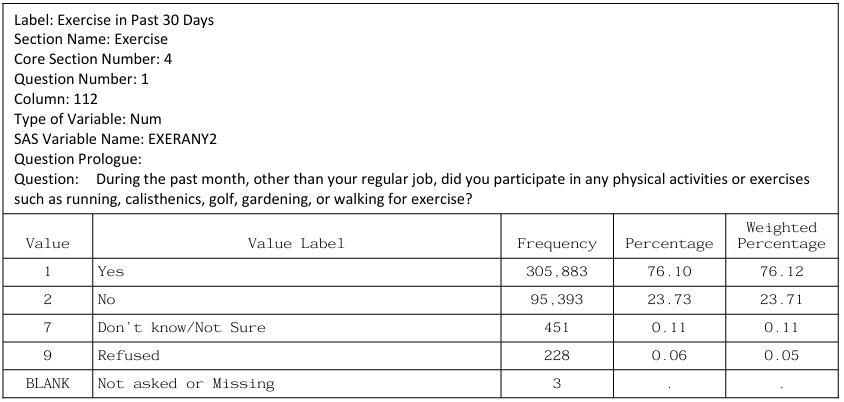 Label: Exercise in Past 30 Days
Section Name: Exercise
Core Section Number: 4
Question Number: 1
Column: 112
Type of Variable: Num
SAS Variable Name: EXERANY2
Question Prologue:
Question: During the past month, other than your regular job, did you participate in any physical activities or exercises
such as running, calisthenics, golf, gardening, or walking for exercise?
Value Value Label Frequency Percentage Weighted Percentage
1 Yes 305,883 76.10 76.12
2 No 95,393 23.73 23.71
7 Don't know/Not Sure 451 0.11 0.11
9 Refused 228 0.06 0.05
BLANK Not asked or Missing 3 . .